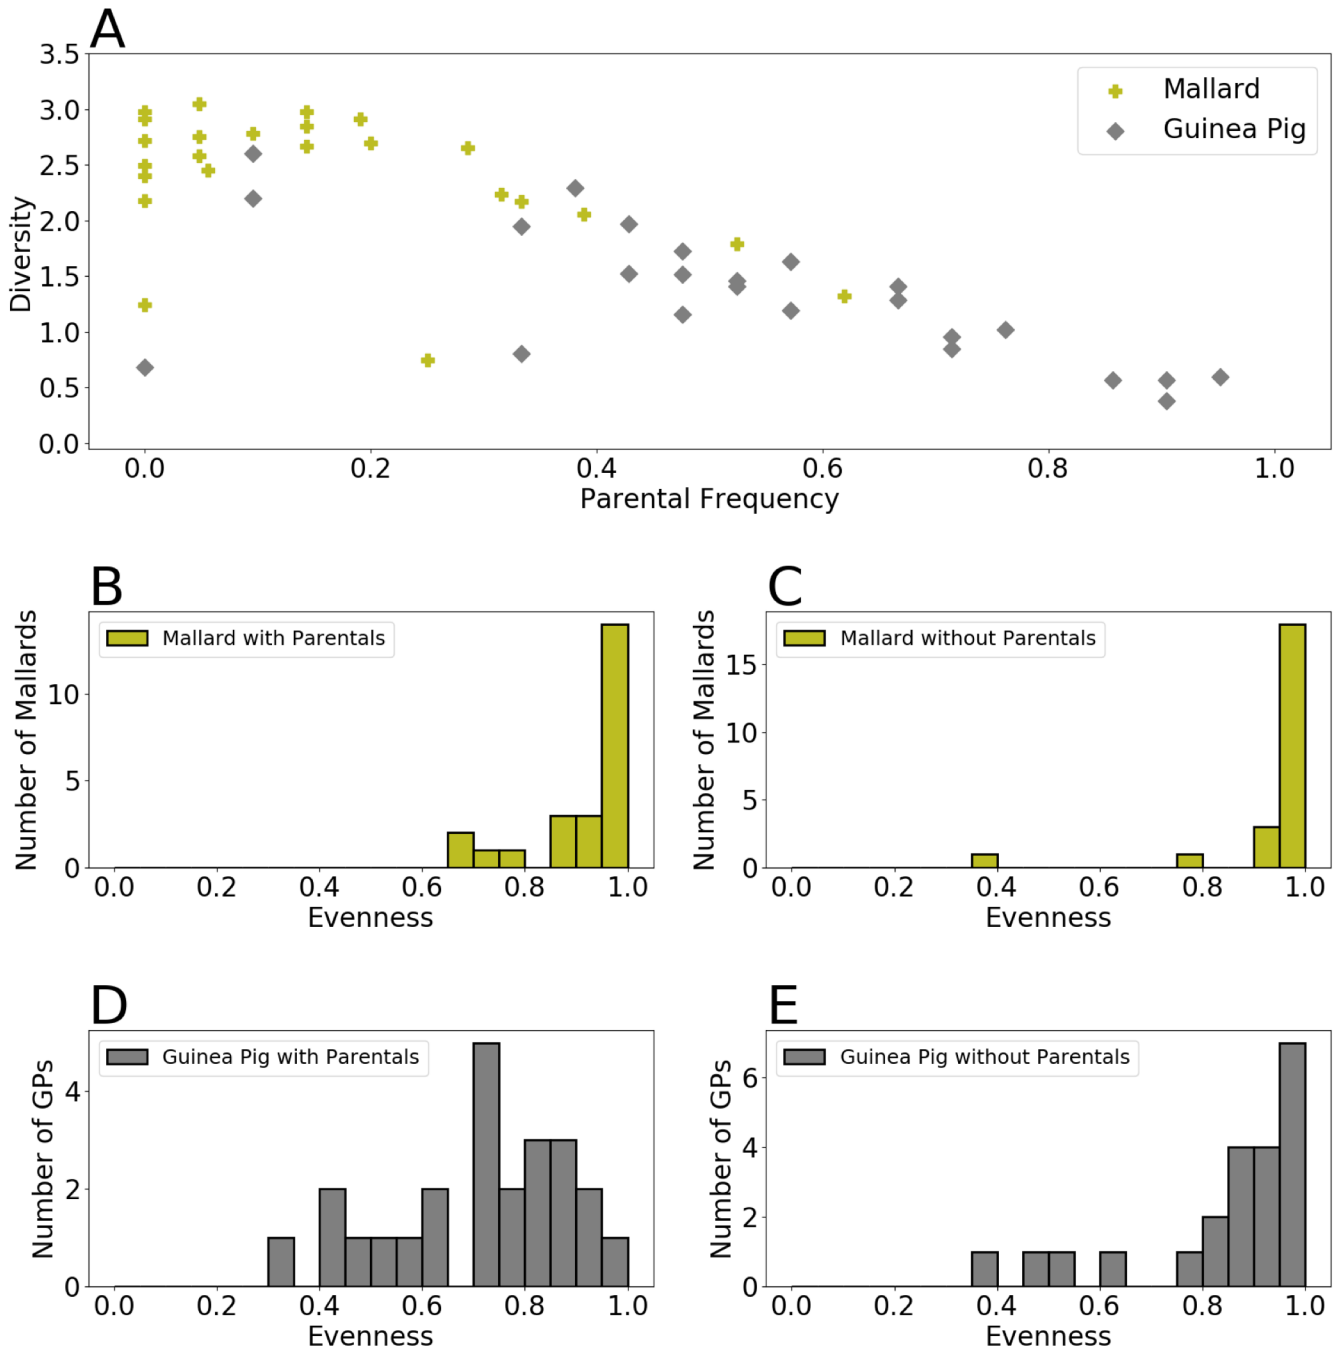 A
3.5
3.0
2.5
2.0
1.5
1.0
0.5
0.0
Diversity
Mallard
Guinea Pig
0.0 0.2 0.4 0.6 0.8 1.0
Parental Frequency
B
Number of Mallards
10
5
0
Mallard with Parentals
0.0 0.2 0.4 0.6 0.8 1.0
Evenness
C
Number of Mallards
15
10
5
0
Mallard without Parentals
0.0 0.2 0.4 0.6 0.8 1.0
Evenness
D
Number of GPs
4
2
0
Guinea Pig with Parentals
0.0 0.2 0.4 0.6 0.8 1.0
Evenness
E
Number of GPs
6
4
2
0
Guinea Pig without Parentals
0.0 0.2 0.4 0.6 0.8 1.0
Evenness